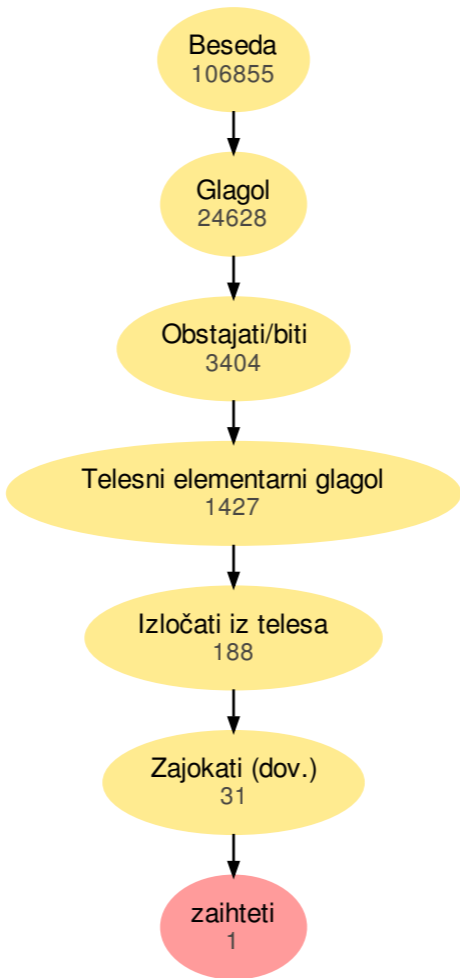 Beseda
106855
Glagol
24628
Obstajati/biti
3404
Telesni elementarni glagol
1427
Izločati iz telesa
188
Zajokati (dov.)
31
zaihteti
1